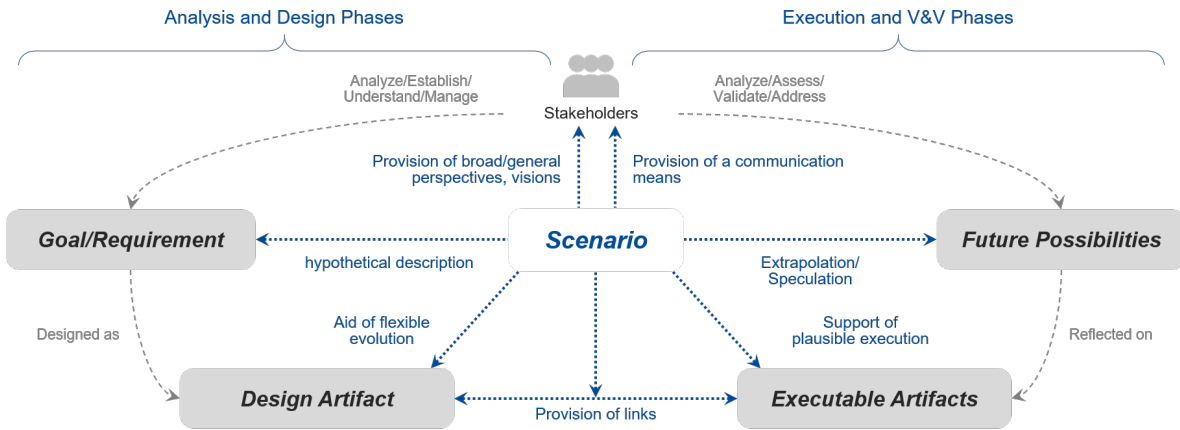 Analysis and Design Phases
Execution and V&V Phases
Analyze/Establish/
Understand/Manage
Stakeholders
Analyze/Assess/
Validate/Address
Provision of broad/general
perspectives, visions
Provision of a communication
means
Goal/Requirement
Scenario
Future Possibilities
hypothetical description
Extrapolation/
Speculation
Designed as
Aid of flexible
evolution
Support of
plausible execution
Reflected on
Design Artifact
Provision of links
Executable Artifacts